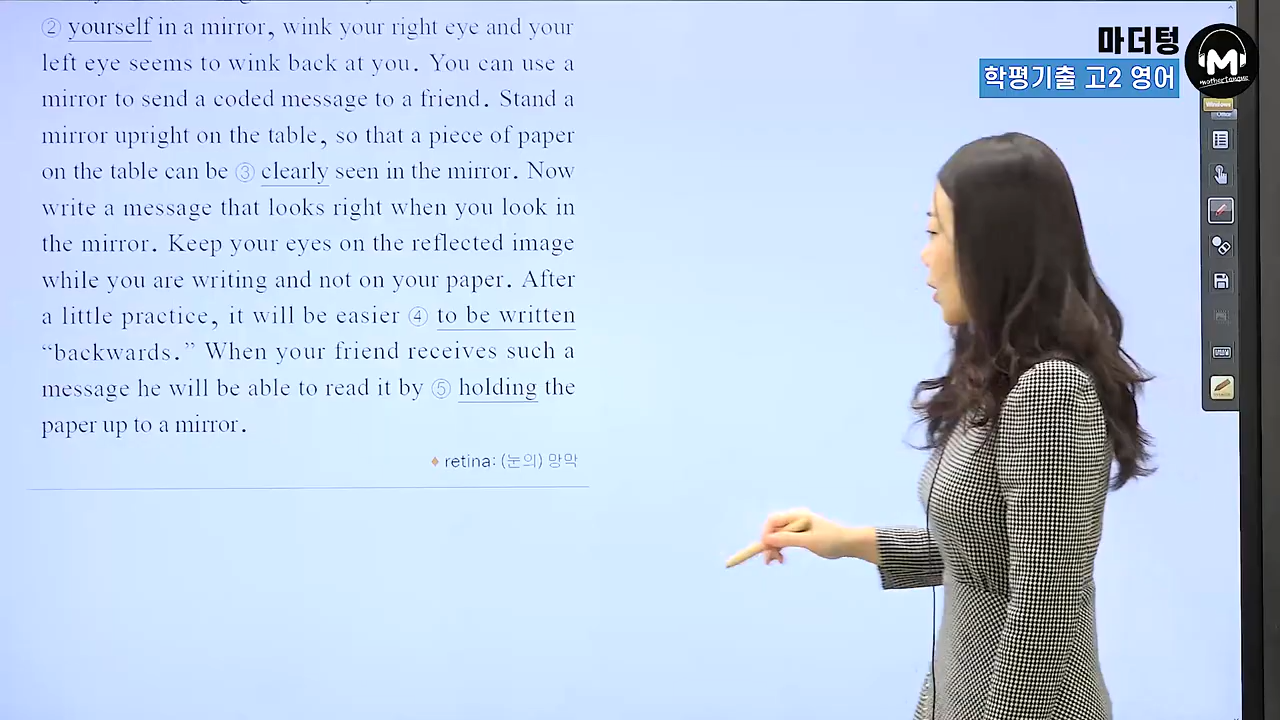 ② yourself in a mirror, wink your right eye and your
left eye seems to wink back at you. You can use a
mirror to send a coded message to a friend. Stand a
mirror upright on the table, so that a piece of paper
on the table can be ③ clearly seen in the mirror. Now
write a message that looks right when you look in
the mirror. Keep your eyes on the reflected image
while you are writing and not on your paper. After
a little practice, it will be easier ④ to be written
“backwards.” When your friend receives such a
message he will be able to read it by ⑤ holding the
paper up to a mirror.
♦ retina: (눈의) 망막
마더텅
학평기출 고2 영어
M
mothertongue
Windows
Office